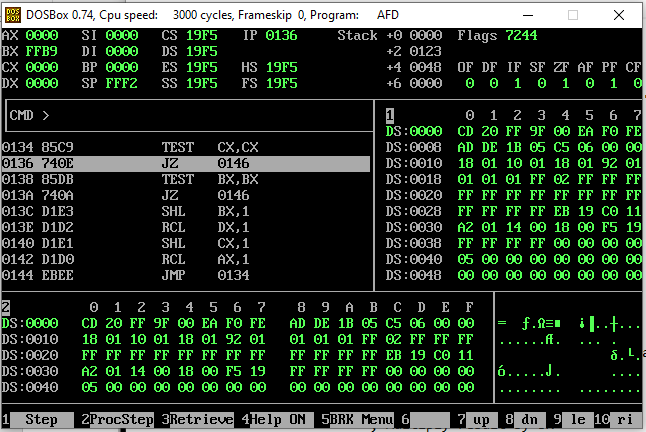 DOSBox 0.74, Cpu speed: 3000 cycles, Frameskip 0, Program: AFD
AX 0000 SI 0000 CS 19F5 IP 0136 Stack +0 0000 Flags 7244
BX FFB9 DI 0000 DS 19F5 +2 0123
CX 0000 BP 0000 ES 19F5 HS 19F5 +4 0048 OF DF IF SF ZF AF PF CF
DX 0000 SP FFF2 SS 19F5 FS 19F5 +6 0000 0 0 1 0 1 0 1 0
CMD >
0134 85C9 TEST CX,CX
0136 740E JZ 0146
0138 85DB TEST BX,BX
013A 740A JZ 0146
013C D1E3 SHL BX,1
013E D1D2 RCL DX,1
0140 D1E1 SHL CX,1
0142 D1D0 RCL AX,1
0144 EBEE JMP 0134
1 0 1 2 3 4 5 6 7
DS:0000 CD 20 FF 9F 00 EA F0 FE
DS:0008 AD DE 1B 05 C5 06 00 00
DS:0010 18 01 10 01 18 01 92 01
DS:0018 01 01 01 FF 02 FF FF FF
DS:0020 FF FF FF FF FF FF FF FF
DS:0028 FF FF FF FF EB 19 C0 11
DS:0030 A2 01 14 00 18 00 F5 19
DS:0038 FF FF FF FF 00 00 00 00
DS:0040 05 00 00 00 00 00 00 00
DS:0048 00 00 00 00 00 00 00 00
2 0 1 2 3 4 5 6 7 8 9 A B C D E F
DS:0000 CD 20 FF 9F 00 EA F0 FE AD DE 1B 05 C5 06 00 00
DS:0010 18 01 10 01 18 01 92 01 01 01 01 FF 02 FF FF FF
DS:0020 FF FF FF FF FF FF FF FF FF FF FF FF EB 19 C0 11
DS:0030 A2 01 14 00 18 00 F5 19 FF FF FF FF 00 00 00 00
DS:0040 05 00 00 00 00 00 00 00 00 00 00 00 00 00 00 00
1 Step 2 ProcStep 3 Retrieve 4 Help ON 5 BRK Menu 6 7 up 8 dn 9 le 10 ri